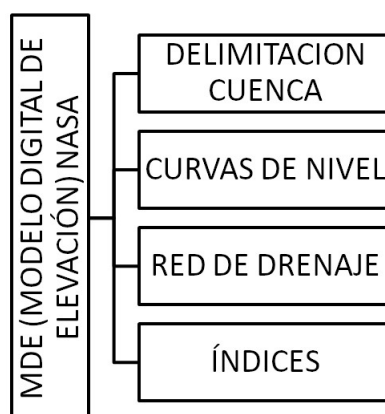 MDE (MODELO DIGITAL DE
ELEVACIÓN) NASA
DELIMITACION
CUENCA
CURVAS DE NIVEL
RED DE DRENAJE
ÍNDICES